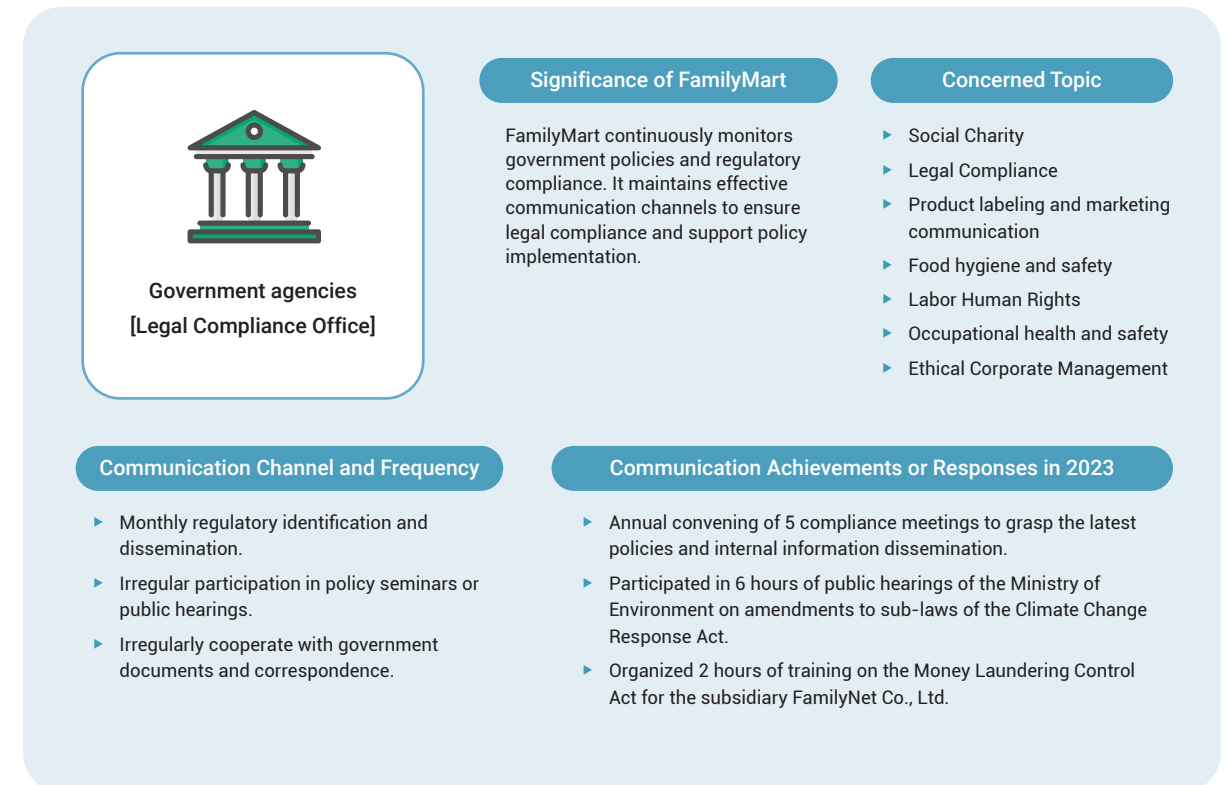 Government agencies
[Legal Compliance Office]
Significance of FamilyMart
FamilyMart continuously monitors
government policies and regulatory
compliance. It maintains effective
communication channels to ensure
legal compliance and support policy
implementation.
Concerned Topic
Social Charity
Legal Compliance
Product labeling and marketing
communication
Food hygiene and safety
Labor Human Rights
Occupational health and safety
Ethical Corporate Management
Communication Channel and Frequency
Monthly regulatory identification and
dissemination.
Irregular participation in policy seminars or
public hearings.
Irregularly cooperate with government
documents and correspondence.
Communication Achievements or Responses in 2023
Annual convening of 5 compliance meetings to grasp the latest
policies and internal information dissemination.
Participated in 6 hours of public hearings of the Ministry of
Environment on amendments to sub-laws of the Climate Change
Response Act.
Organized 2 hours of training on the Money Laundering Control
Act for the subsidiary FamilyNet Co., Ltd.